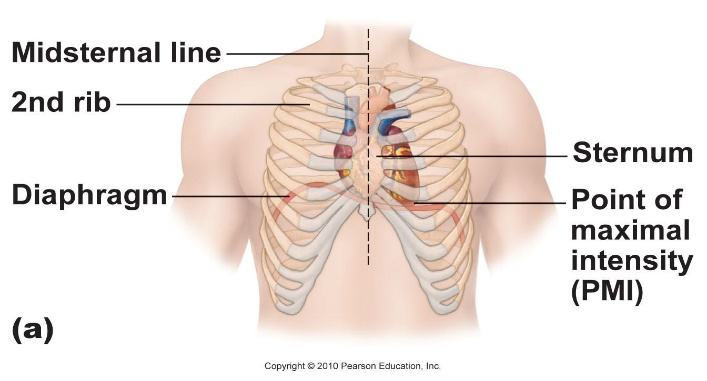 Midsternal line
2nd rib
Diaphragm
Sternum
Point of
maximal
intensity
(PMI)
(a)
Copyright © 2010 Pearson Education, Inc.